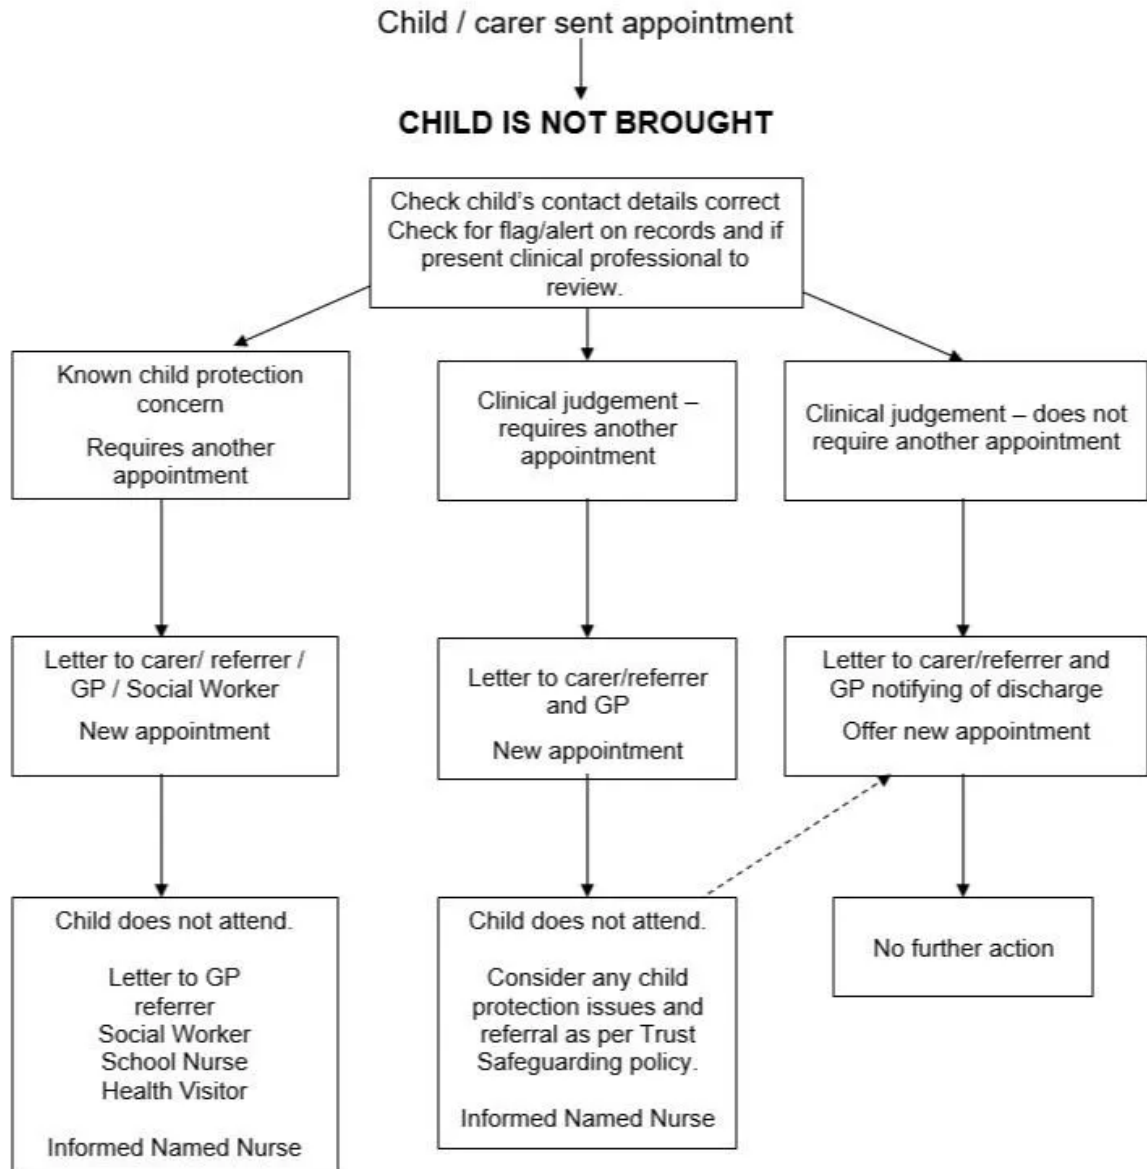 Child / carer sent appointment
CHILD IS NOT BROUGHT
Check child's contact details correct
Check for flag/alert on records and if
present clinical professional to
review.
Known child protection
concern
Requires another
appointment
Clinical judgement –
requires another
appointment
Clinical judgement – does not
require another appointment
Letter to carer/ referrer /
GP / Social Worker
New appointment
Letter to carer/referrer
and GP
New appointment
Letter to carer/referrer and
GP notifying of discharge
Offer new appointment
Child does not attend.
Letter to GP
referrer
Social Worker
School Nurse
Health Visitor
Informed Named Nurse
Child does not attend.
Consider any child
protection issues and
referral as per Trust
Safeguarding policy.
Informed Named Nurse
No further action